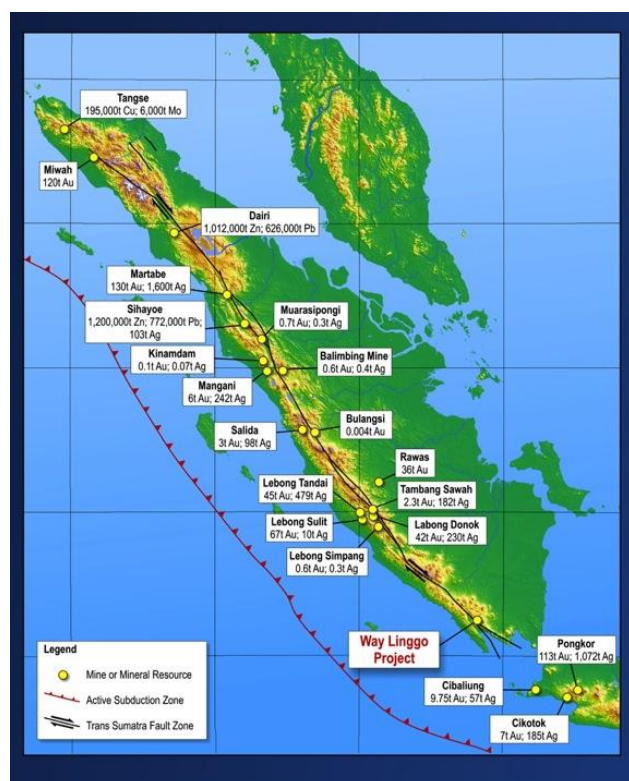 Tangse
195,000t Cu; 6,000t Mo
Miwah
120t Au
Dairi
1,012,000t Zn; 626,000t Pb
Martabe
130t Au; 1,600t Ag
Sihayoe
1,200,000t Zn; 772,000t Pb;
103t Ag
Muarasipongi
0.7t Au; 0.3t Ag
Kinamdam
0.1t Au; 0.07t Ag
Balimbing Mine
0.6t Au; 0.4t Ag
Mangani
6t Au; 242t Ag
Salida
3t Au; 98t Ag
Bulangsi
0.004t Au
Rawas
36t Au
Lebong Tandai
45t Au; 479t Ag
Tambang Sawah
2.3t Au; 182t Ag
Lebong Sulit
67t Au; 10t Ag
Labong Donok
42t Au; 230t Ag
Lebong Simpang
0.6t Au; 0.3t Ag
Way Linggo
Project
Pongkor
113t Au; 1,072t Ag
Cibaliung
9.75t Au; 57t Ag
Cikotok
7t Au; 185t Ag
Legend
Mine or Mineral Resource
Active Subduction Zone
Trans Sumatra Fault Zone